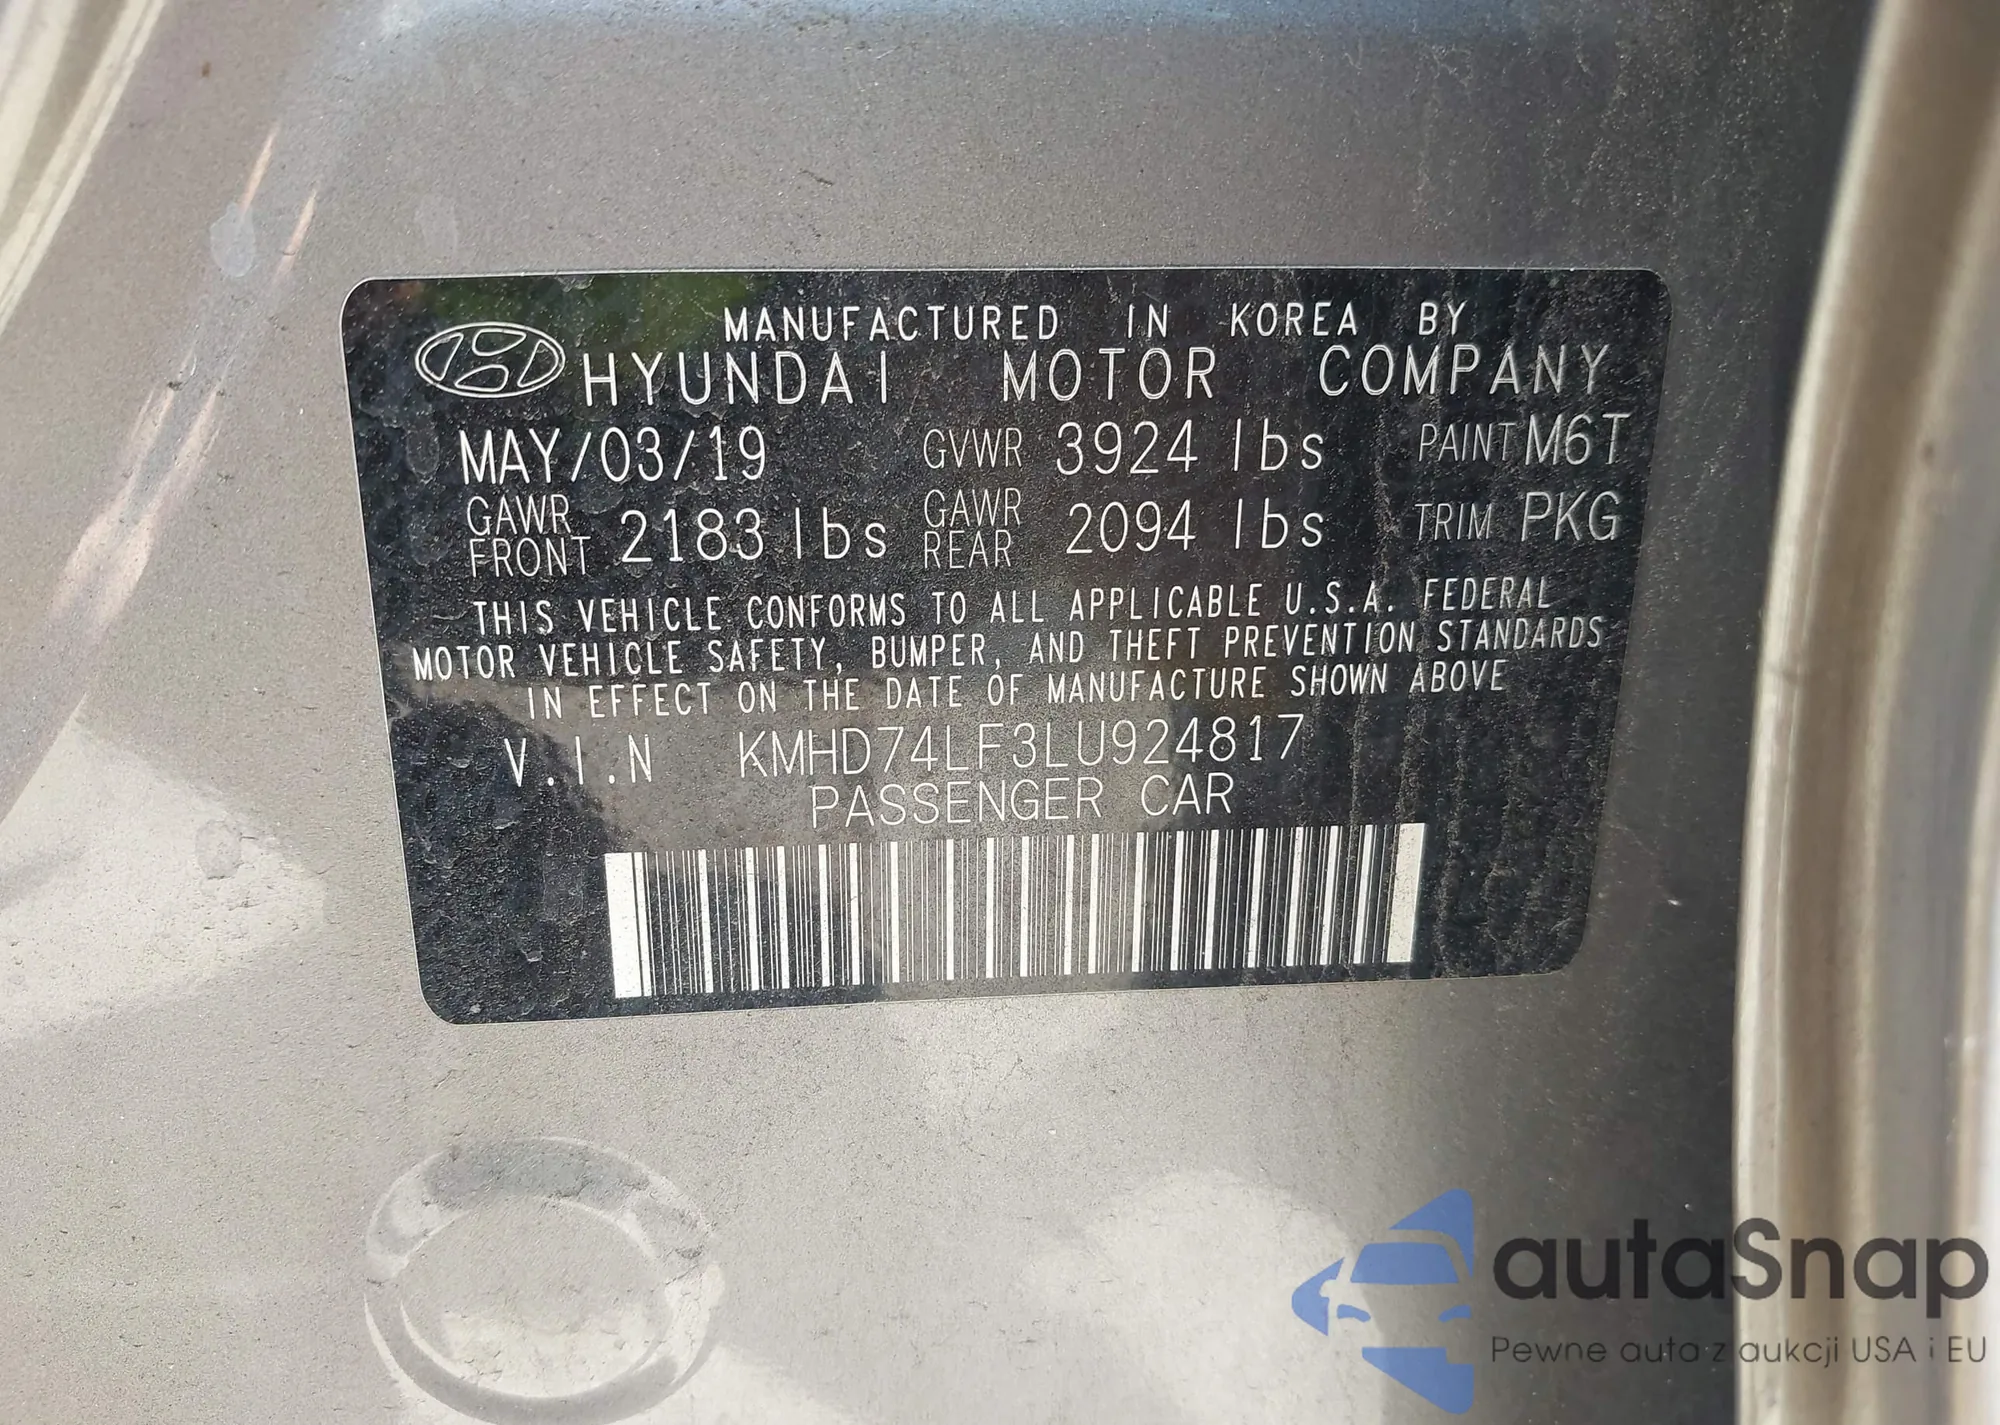 MANUFACTURED IN KOREA BY
HYUNDAI MOTOR COMPANY
MAY/03/19 GVWR 3924 lbs PAINT M6T
GAWR FRONT 2183 lbs GAWR REAR 2094 lbs TRIM PKG
THIS VEHICLE CONFORMS TO ALL APPLICABLE U.S.A. FEDERAL
MOTOR VEHICLE SAFETY, BUMPER, AND THEFT PREVENTION STANDARDS
IN EFFECT ON THE DATE OF MANUFACTURE SHOWN ABOVE
V.I.N KMHD74LF3LU924817
PASSENGER CAR
autaSnap
Pewne auta z aukcji USA i EU